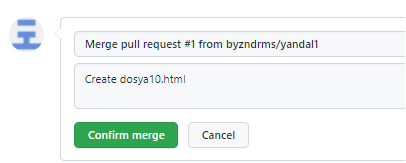 Merge pull request #1 from byzndrms/yandal1
Create dosya10.html
Confirm merge
Cancel